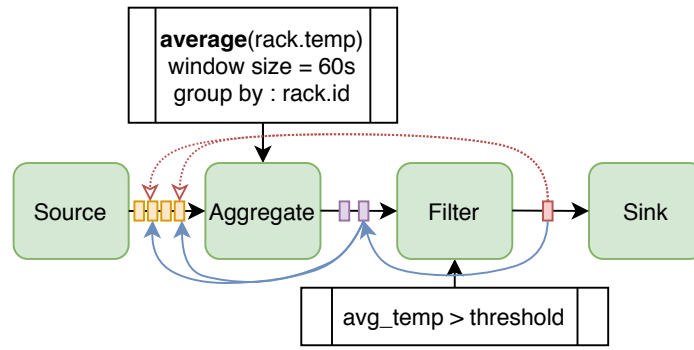 average(rack.temp)
window size = 60s
group by : rack.id
Source
Aggregate
Filter
Sink
avg_temp > threshold